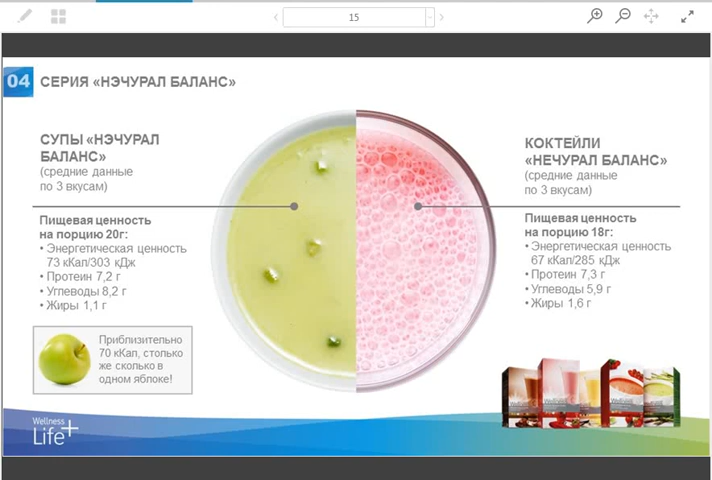 15
04
СЕРИЯ «НЭЧУРАЛ БАЛАНС»
СУПЫ «НЭЧУРАЛ
БАЛАНС»
(средние данные
по 3 вкусам)
Пищевая ценность
на порцию 20г:
• Энергетическая ценность
73 кКал/303 кДж
• Протеин 7,2 г
• Углеводы 8,2 г
• Жиры 1,1 г
Приблизительно
70 кКал, столько
же сколько в
одном яблоке!
КОКТЕЙЛИ
«НЕЧУРАЛ БАЛАНС»
(средние данные
по 3 вкусам)
Пищевая ценность
на порцию 18г:
• Энергетическая ценность
67 кКал/285 кДж
• Протеин 7,3 г
• Углеводы 5,9 г
• Жиры 1,6 г
Wellness
Life+